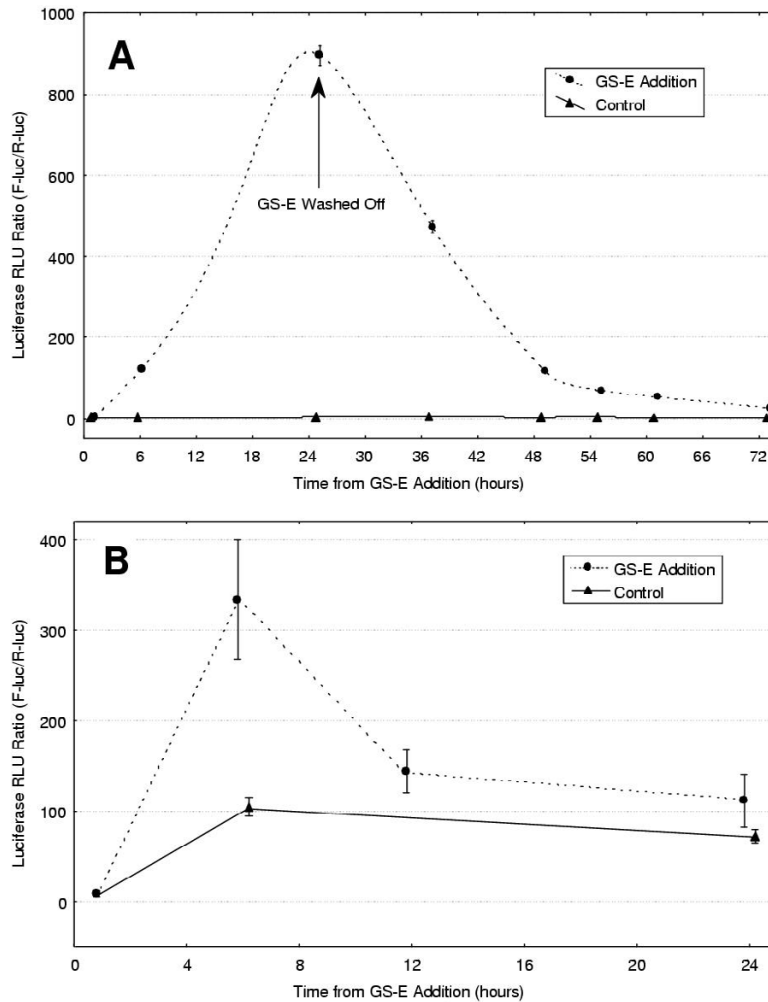 A
1000
800
600
400
200
0
Luciferase RLU Ratio (F-luc/R-luc)
GS-E Addition
Control
GS-E Washed Off
0 6 12 18 24 30 36 42 48 54 60 66 72
Time from GS-E Addition (hours)
B
400
300
200
100
0
Luciferase RLU Ratio (F-luc/R-luc)
GS-E Addition
Control
0 4 8 12 16 20 24
Time from GS-E Addition (hours)